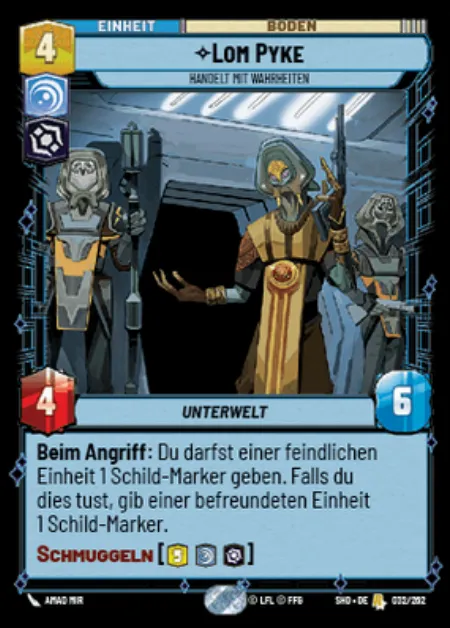 EINHEIT
BODEN
4
LOM PYKE
HANDELT MIT WAHRHEITEN
4
UNTERWELT
6
Beim Angriff: Du darfst einer feindlichen
Einheit 1 Schild-Marker geben. Falls du
dies tust, gib einer befreundeten Einheit
1 Schild-Marker.
SCHMUGGELN [ ]
AMAD MIR
© LFL © FFG
SHD • DE
032/262